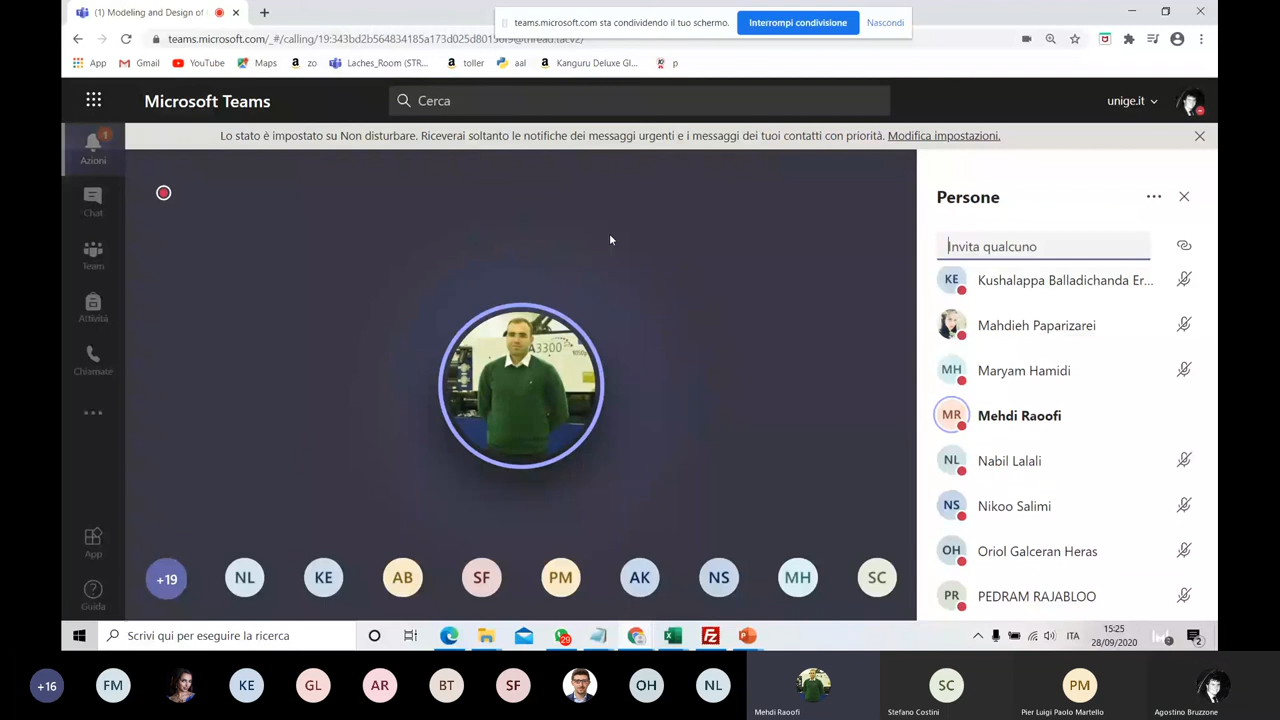 (1) Modeling and Design of
teams.microsoft.com sta condividendo il tuo schermo.
Interrompi condivisione
Nascondi
App
Gmail
YouTube
Maps
zo
Laches_Room (STR...
toller
aal
Kanguru Deluxe Gl...
p
Microsoft Teams
Cerca
unige.it
Lo stato è impostato su Non disturbare. Riceverai soltanto le notifiche dei messaggi urgenti e i messaggi dei tuoi contatti con priorità. Modifica impostazioni.
1
Azioni
Chat
Team
Attività
Chiamate
App
Guida
A3300
Persone
Invita qualcuno
KE Kushalappa Balladichanda Er...
Mahdieh Paparizarei
MH Maryam Hamidi
MR Mehdi Raoofi
NL Nabil Lalali
NS Nikoo Salimi
OH Oriol Galceran Heras
PR PEDRAM RAJABLOO
+19 NL KE AB SF PM AK NS MH SC
Scrivi qui per eseguire la ricerca
29
ITA
15:25
28/09/2020
2
+16 FM KE GL AR BT SF OH NL SC PM
Mehdi Raoofi
Stefano Costini
Pier Luigi Paolo Martello
Agostino Bruzzone